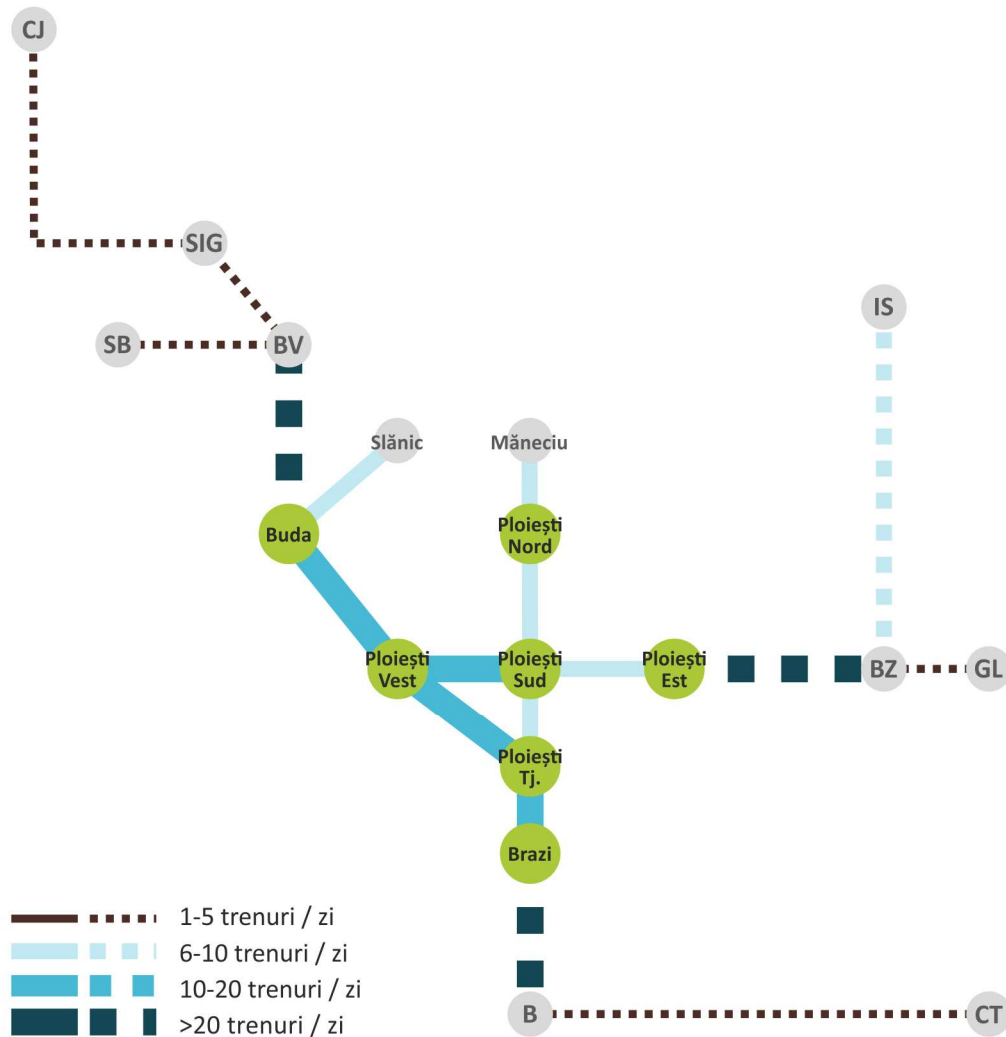 CJ
SIG
IS
SB
BV
Slănic
Măneciu
Buda
Ploiești
Nord
Ploiești
Vest
Ploiești
Sud
Ploiești
Est
BZ
GL
Ploiești
Tj.
Brazi
1-5 trenuri / zi
6-10 trenuri / zi
10-20 trenuri / zi
>20 trenuri / zi
B
CT